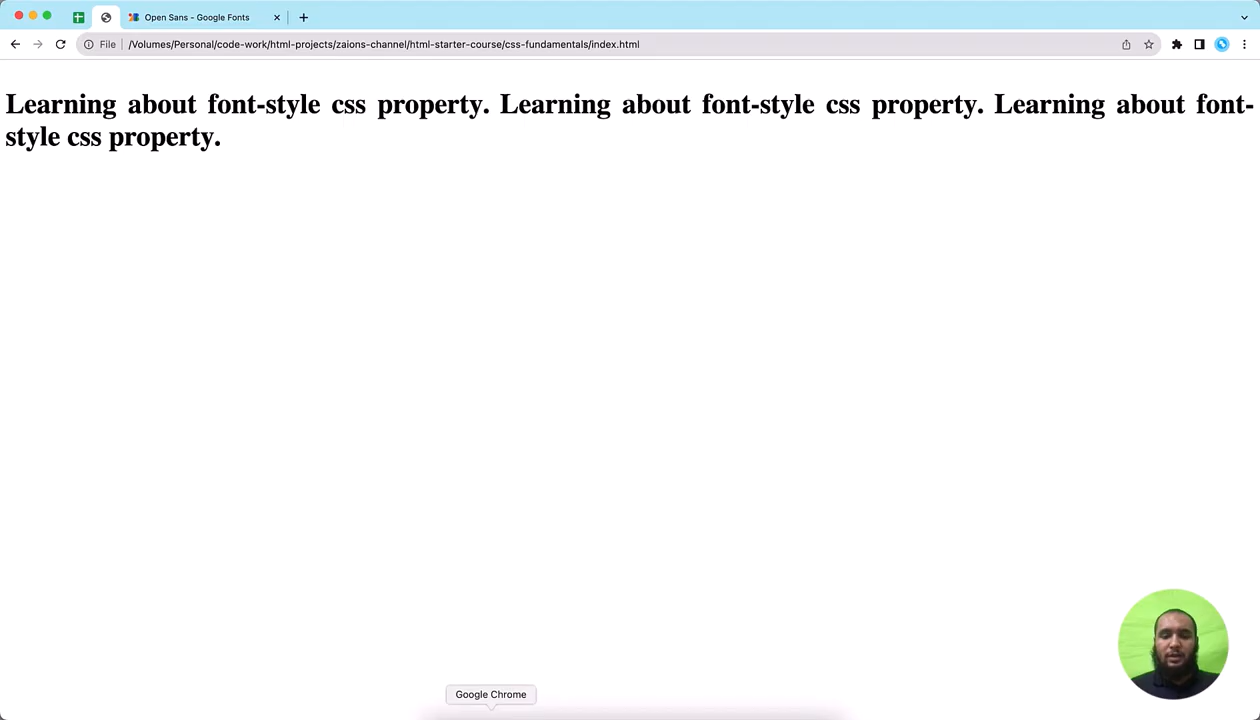 Open Sans - Google Fonts
File
/Volumes/Personal/code-work/html-projects/zaions-channel/html-starter-course/css-fundamentals/index.html
Learning about font-style css property. Learning about font-style css property. Learning about font-
style css property.
Google Chrome